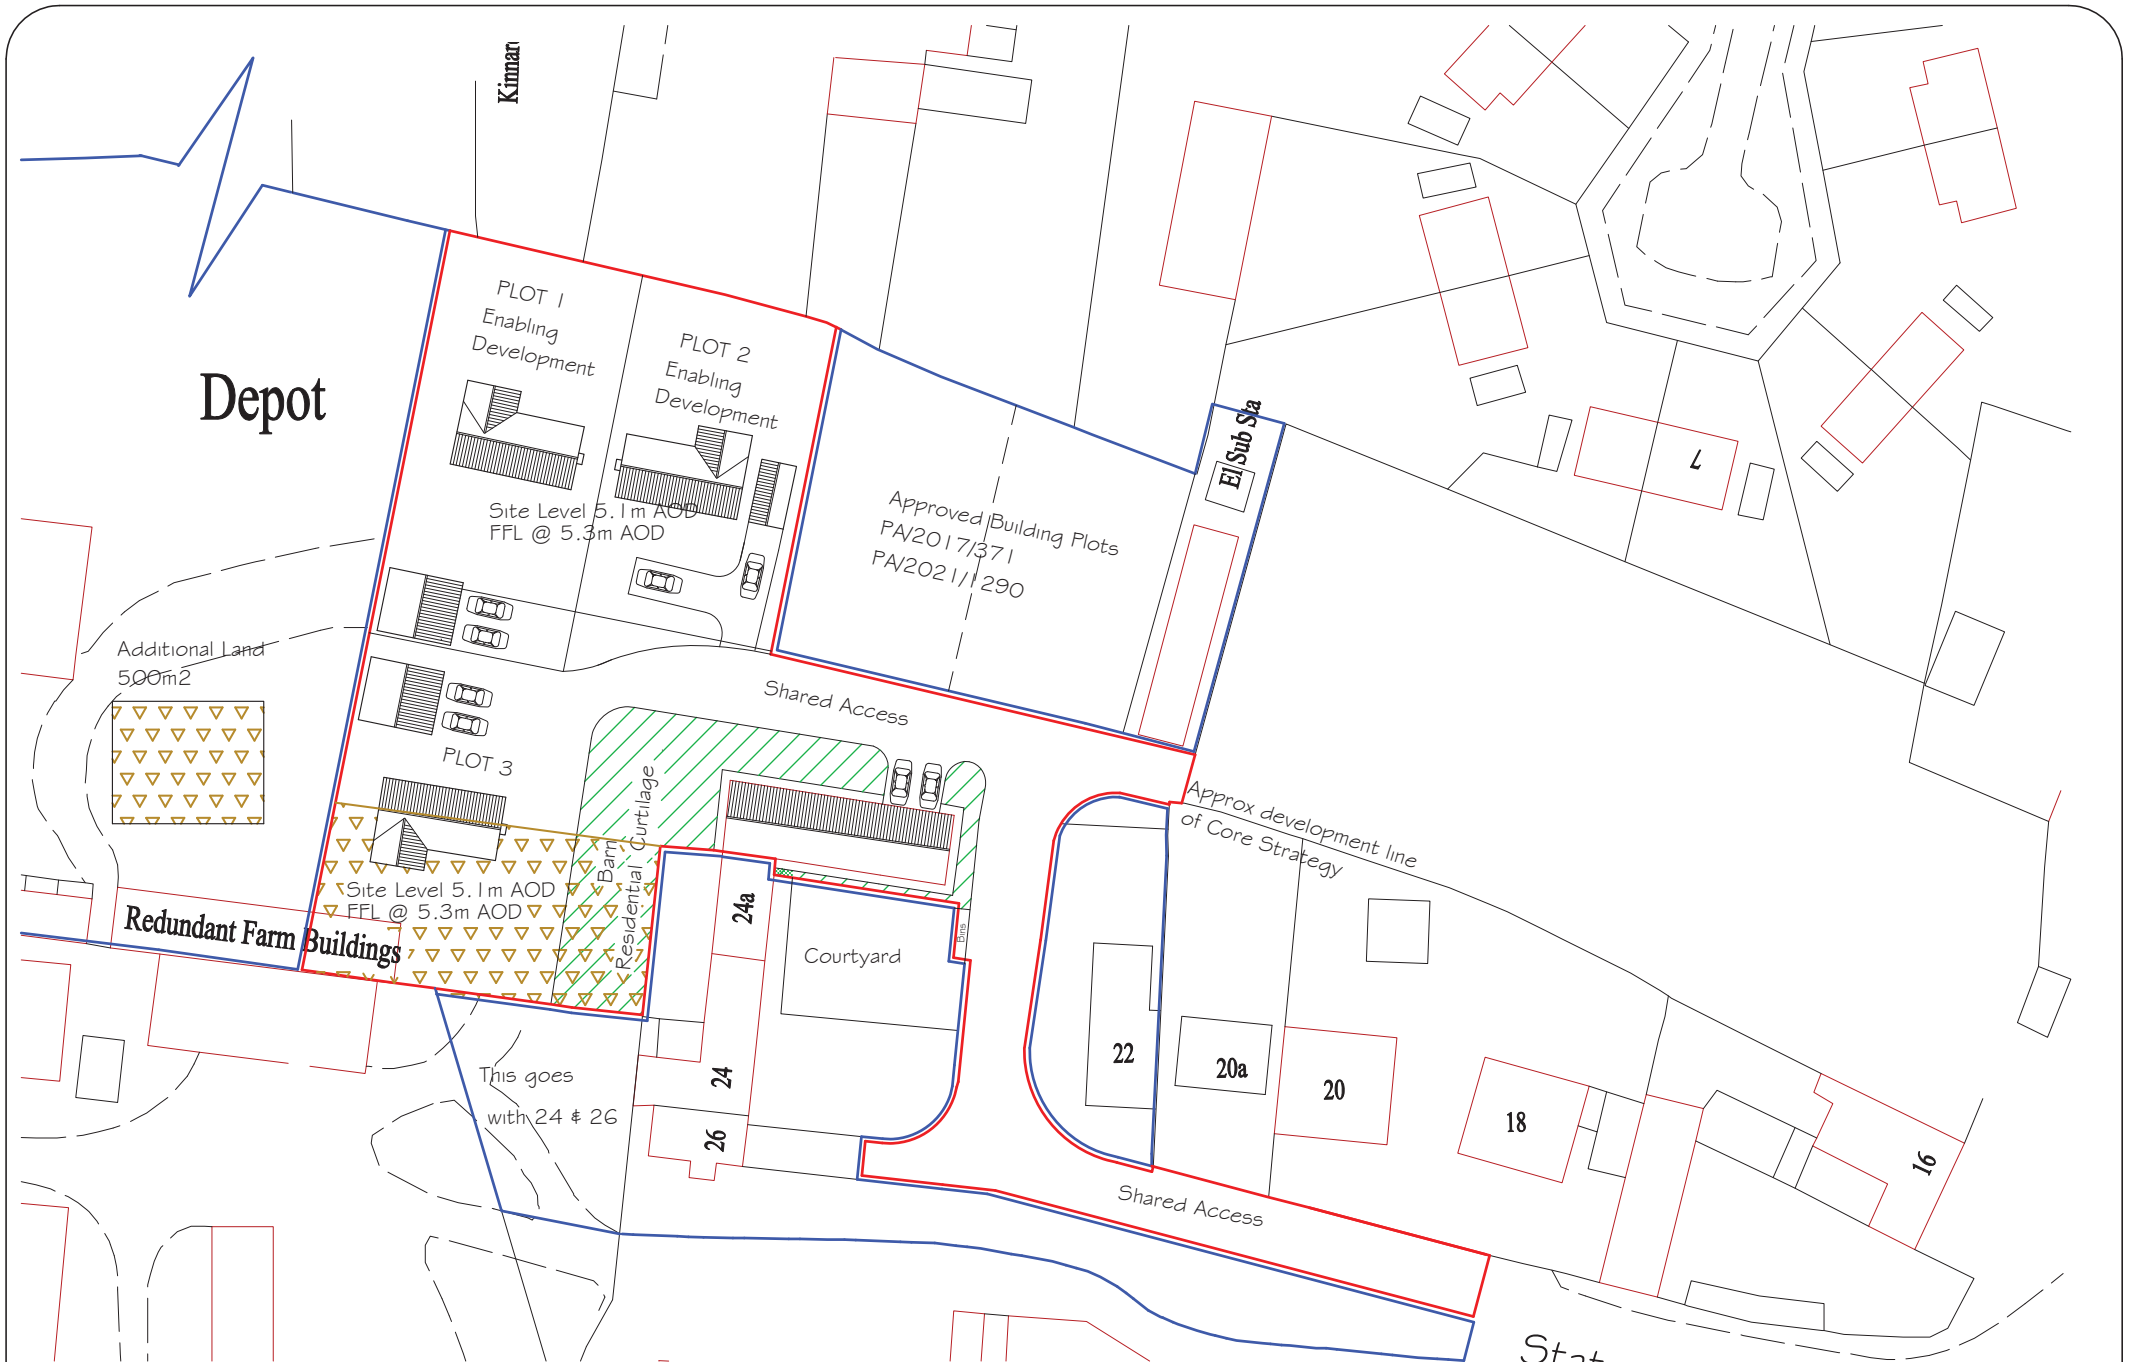 Kinnar
PLOT 1
Enabling
Development
PLOT 2
Enabling
Development
Depot
El Sub Sta
7
Site Level 5.1m AOD
FFL @ 5.3m AOD
Approved Building Plots
PA/2017/371
PA/2021/1290
Additional Land
500m2
Shared Access
PLOT 3
Approx development line
of Core Strategy
Barn
Residential Curtilage
Site Level 5.1m AOD
FFL @ 5.3m AOD
Redundant Farm Buildings
24a
Courtyard
Bins
22
20a
20
18
16
This goes
with 24 & 26
24
26
Shared Access
Stat